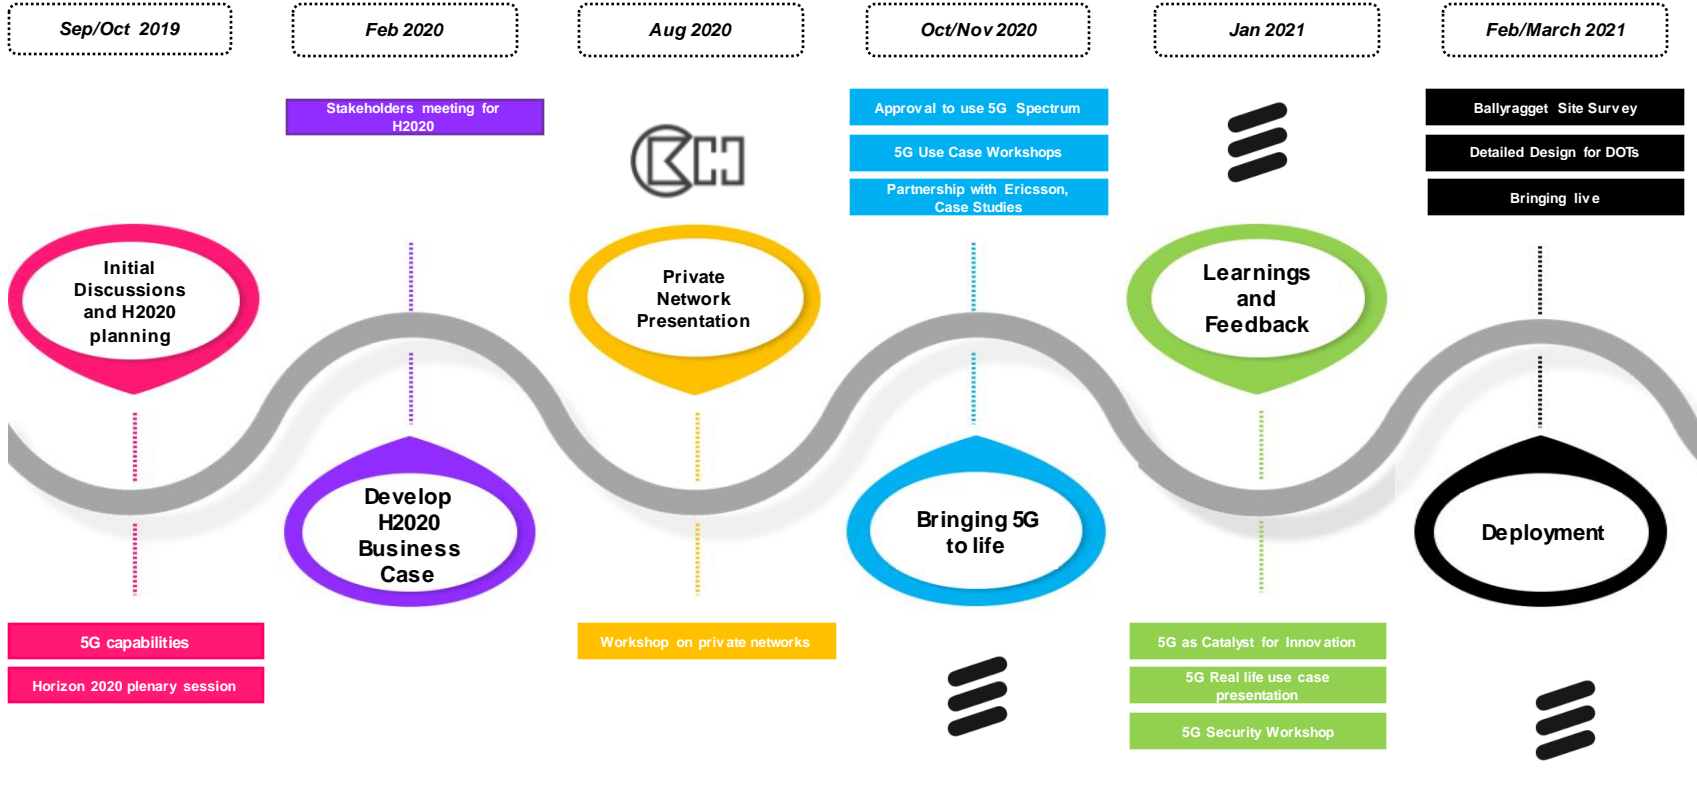 Sep/Oct 2019
Feb 2020
Aug 2020
Oct/Nov 2020
Jan 2021
Feb/March 2021
Stakeholders meeting for
H2020
Approval to use 5G Spectrum
5G Use Case Workshops
Partnership with Ericsson,
Case Studies
Ballyragget Site Survey
Detailed Design for DOTs
Bringing live
Initial
Discussions
and H2020
planning
Private
Network
Presentation
Learnings
and
Feedback
Develop
H2020
Business
Case
Bringing 5G
to life
Deployment
5G capabilities
Horizon 2020 plenary session
Workshop on private networks
5G as Catalyst for Innovation
5G Real life use case
presentation
5G Security Workshop